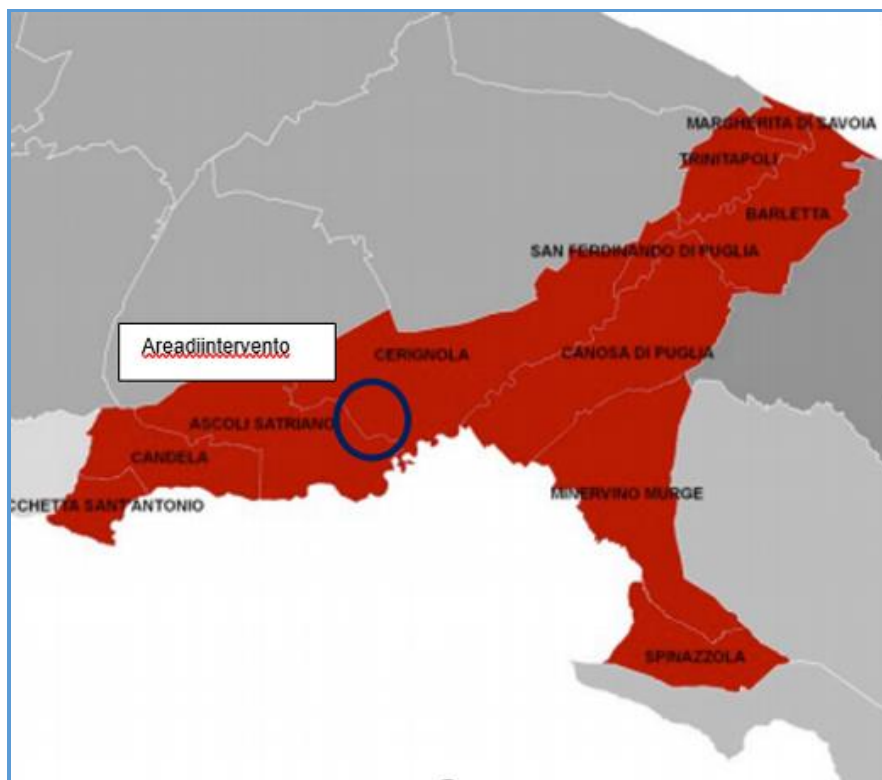 MARGHERITA DI SAVOIA
TRINITAPOLI
BARLETTA
SAN FERDINANDO DI PUGLIA
Areadiintervento
CERIGNOLA
CANOSA DI PUGLIA
ASCOLI SATRIANO
CANDELA
MINERVINO MURGE
CCHETTA SANT'ANTONIO
SPINAZZOLA